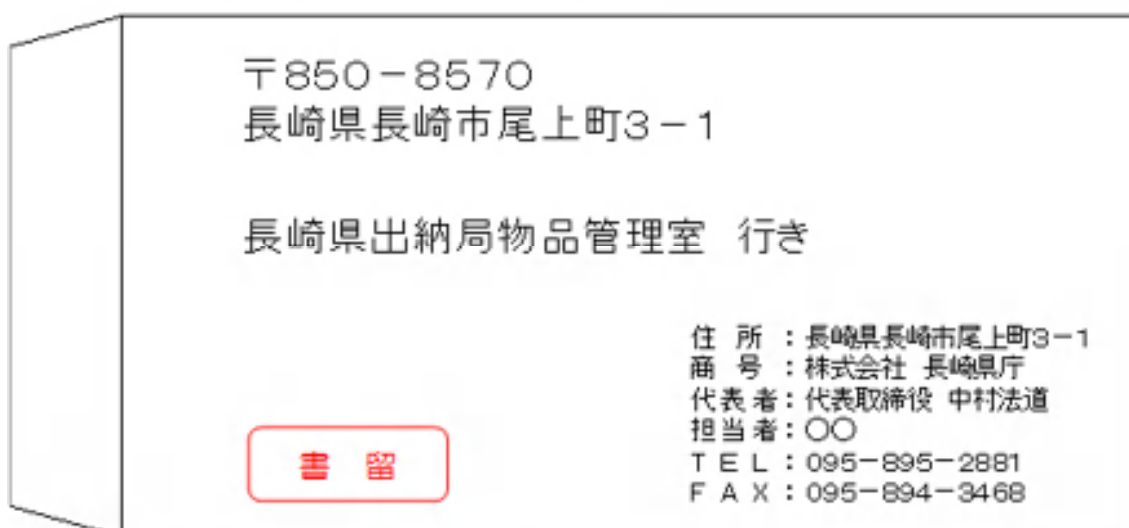 〒850-8570
長崎県長崎市尾上町3-1
長崎県出納局物品管理室 行き
住 所 : 長崎県長崎市尾上町3-1
商 号 : 株式会社 長崎県庁
代表者 : 代表取締役 中村法道
担当者 : 〇〇
T E L : 095-895-2881
F A X : 095-894-3468
書 留